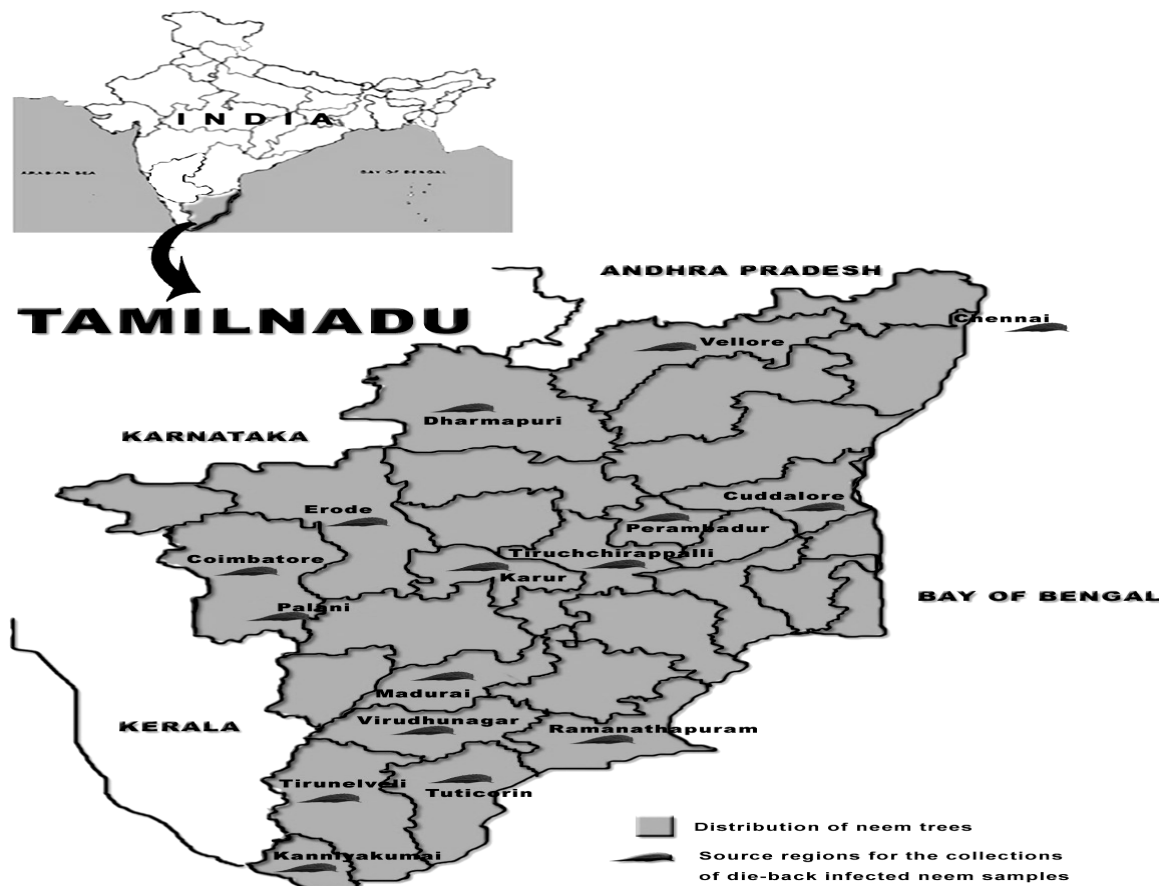 INDIA
ARABIAN SEA
BAY OF BENGAL
ANDHRA PRADESH
TAMILNADU
Chennai
Vellore
Dharmapuri
KARNATAKA
Cuddalore
Erode
Perambadur
Tiruchchirappalli
Coimbatore
Karur
BAY OF BENGAL
Palani
Madurai
Virudhunagar
KERALA
Ramanathapuram
Tirunelveli
Tuticorin
Distribution of neem trees
Kanniyakumai
Source regions for the collections
of die-back infected neem samples